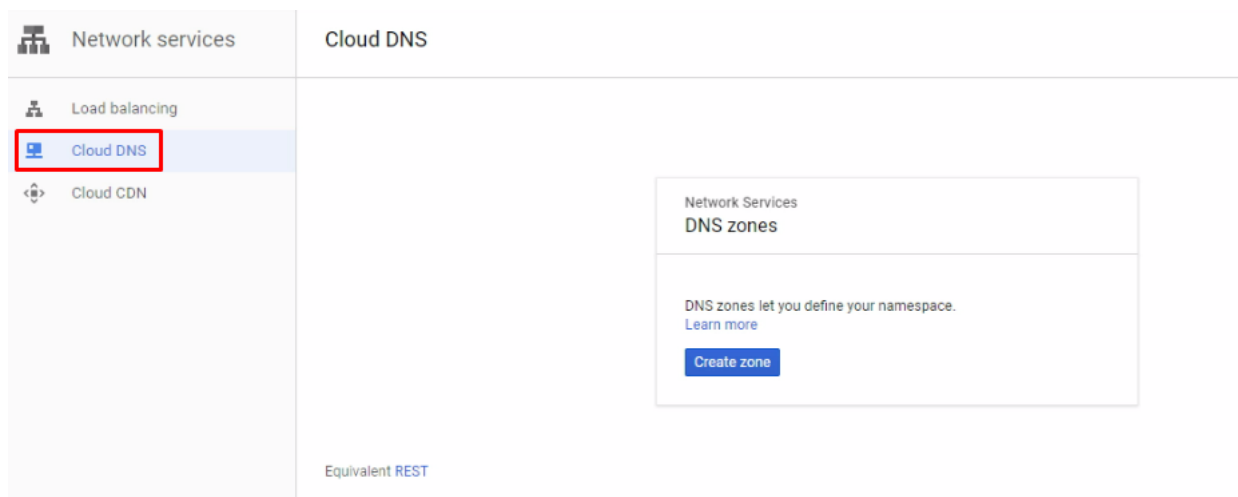 Network services
Cloud DNS
Load balancing
Cloud DNS
Cloud CDN
Network Services
DNS zones
DNS zones let you define your namespace.
Learn more
Create zone
Equivalent REST